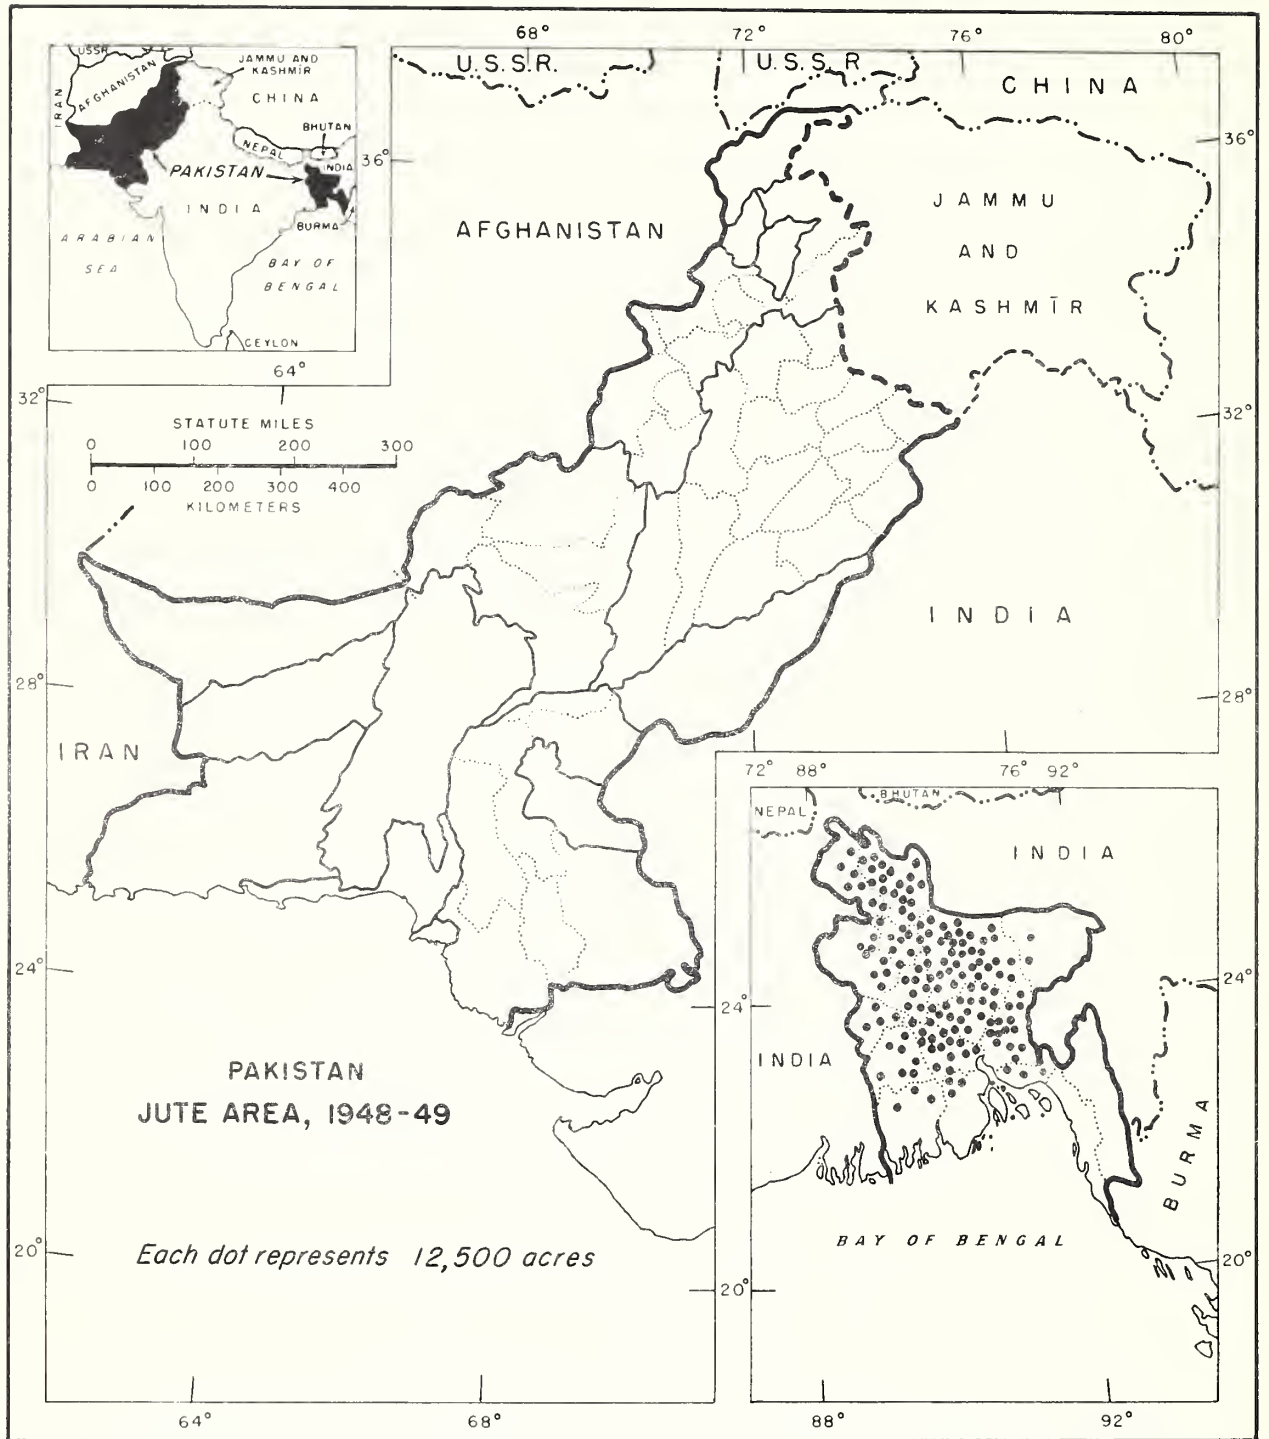 68°
72°
76°
80°
U.S.S.R.
U.S.S.R
CHINA
USSR
JAMMU AND
KASHMIR
AFGHANISTAN
IRAN
CHINA
BHUTAN
NEPAL
INDIA
PAKISTAN
INDIA
BURMA
ARABIAN
SEA
BAY OF
BENGAL
CEYLON
36°
36°
JAMMU
AND
KASHMĪR
AFGHANISTAN
64°
32°
32°
STATUTE MILES
0 100 200 300
0 100 200 300 400
KILOMETERS
INDIA
28°
28°
IRAN
72° 88°
76° 92°
NEPAL
BHUTAN
INDIA
24°
24°
24°
INDIA
BURMA
PAKISTAN
JUTE AREA, 1948-49
Each dot represents 12,500 acres
BAY OF BENGAL
20°
20°
20°
64°
68°
88°
92°